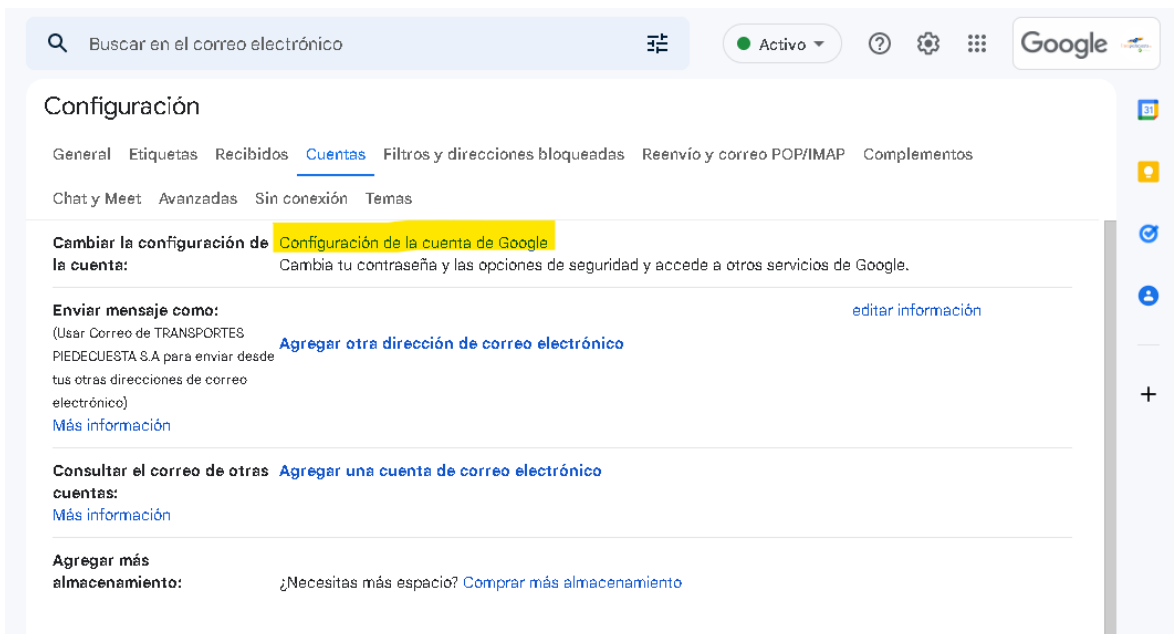 Buscar en el correo electrónico
Activo
Google
Configuración
General Etiquetas Recibidos Cuentas Filtros y direcciones bloqueadas Reenvío y correo POP/IMAP Complementos
Chat y Meet Avanzadas Sin conexión Temas
Cambiar la configuración de la cuenta:
Configuración de la cuenta de Google
Cambia tu contraseña y las opciones de seguridad y accede a otros servicios de Google.
Enviar mensaje como:
(Usar Correo de TRANSPORTES
PIEDECUESTA S.A para enviar desde
tus otras direcciones de correo
electrónico)
Más información
Agregar otra dirección de correo electrónico
editar información
Consultar el correo de otras
cuentas:
Más información
Agregar una cuenta de correo electrónico
Agregar más
almacenamiento:
¿Necesitas más espacio? Comprar más almacenamiento
31